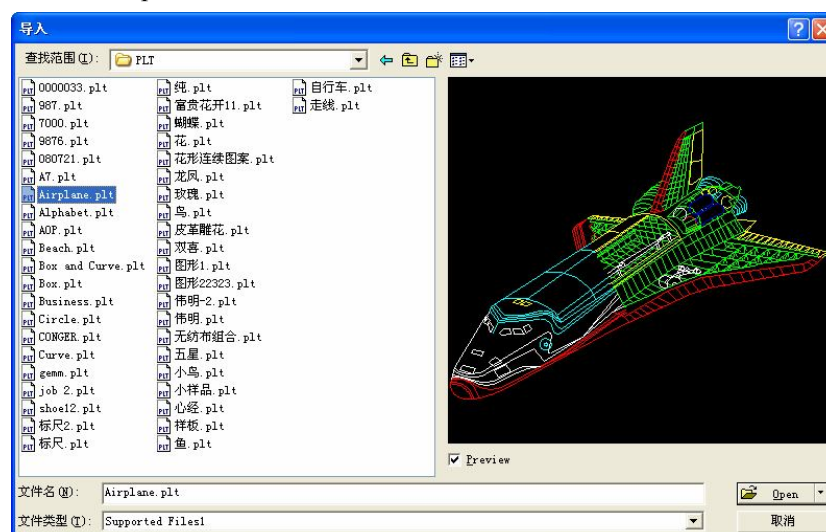 导入
查找范围(I): PLT
0000033.plt
987.plt
7000.plt
9876.plt
080721.plt
A7.plt
Airplane.plt
Alphabet.plt
AOP.plt
Beach.plt
Box and Curve.plt
Box.plt
Business.plt
Circle.plt
CONGER.plt
Curve.plt
gemm.plt
job 2.plt
shoe12.plt
标尺2.plt
标尺.plt
纯.plt
富贵花开11.plt
蝴蝶.plt
花.plt
花形连续图案.plt
龙凤.plt
玫瑰.plt
鸟.plt
皮革雕花.plt
双喜.plt
图形1.plt
图形22323.plt
伟明-2.plt
伟明.plt
无纺布组合.plt
五星.plt
小鸟.plt
小样品.plt
心经.plt
样板.plt
鱼.plt
自行车.plt
走线.plt
Preview
文件名(N): Airplane.plt
Open
文件类型(T): Supported Files1
取消